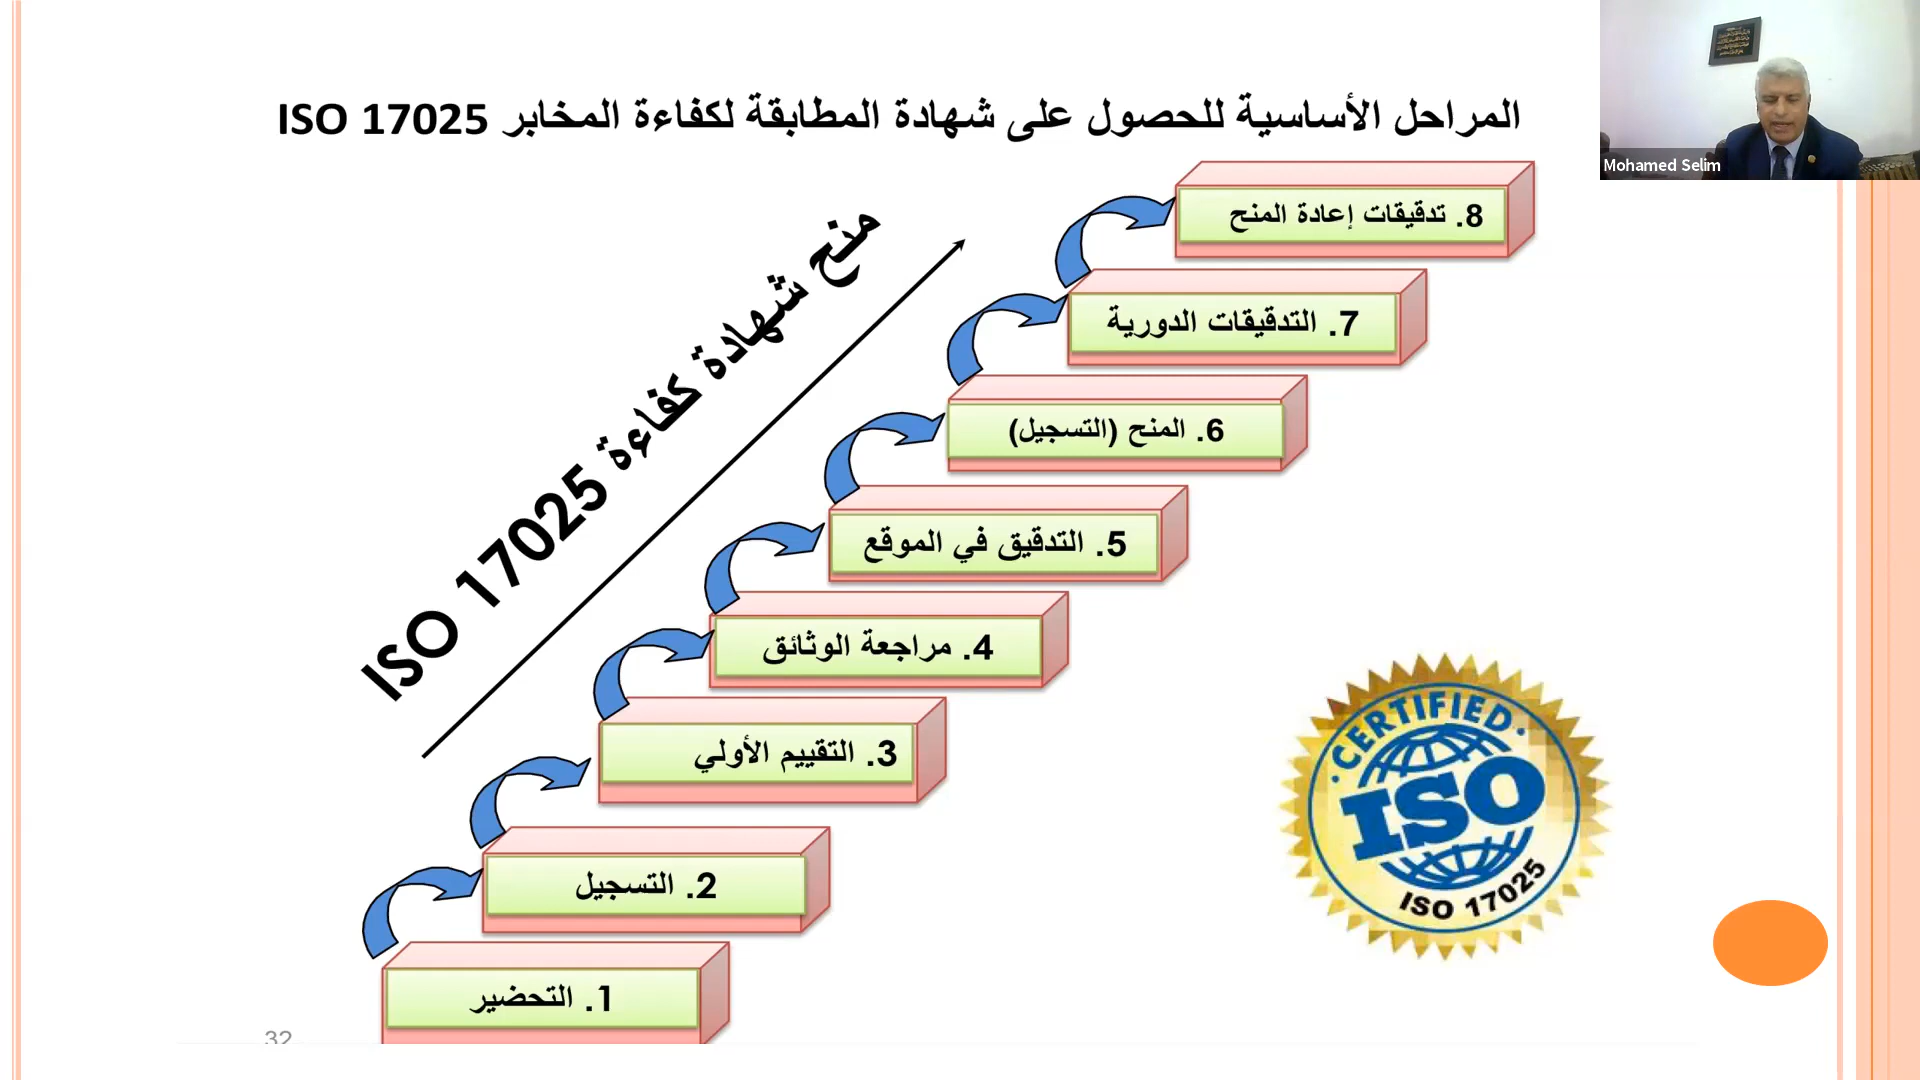 المراحل الأساسية للحصول على شهادة المطابقة لكفاءة المخابر ISO 17025
Mohamed Selim
منح شهادة كفاءة ISO 17025
8. تدقيقات إعادة المنح
7. التدقيقات الدورية
6. المنح (التسجيل)
5. التدقيق في الموقع
4. مراجعة الوثائق
3. التقييم الأولي
2. التسجيل
1. التحضير
CERTIFIED
ISO
ISO 17025
32